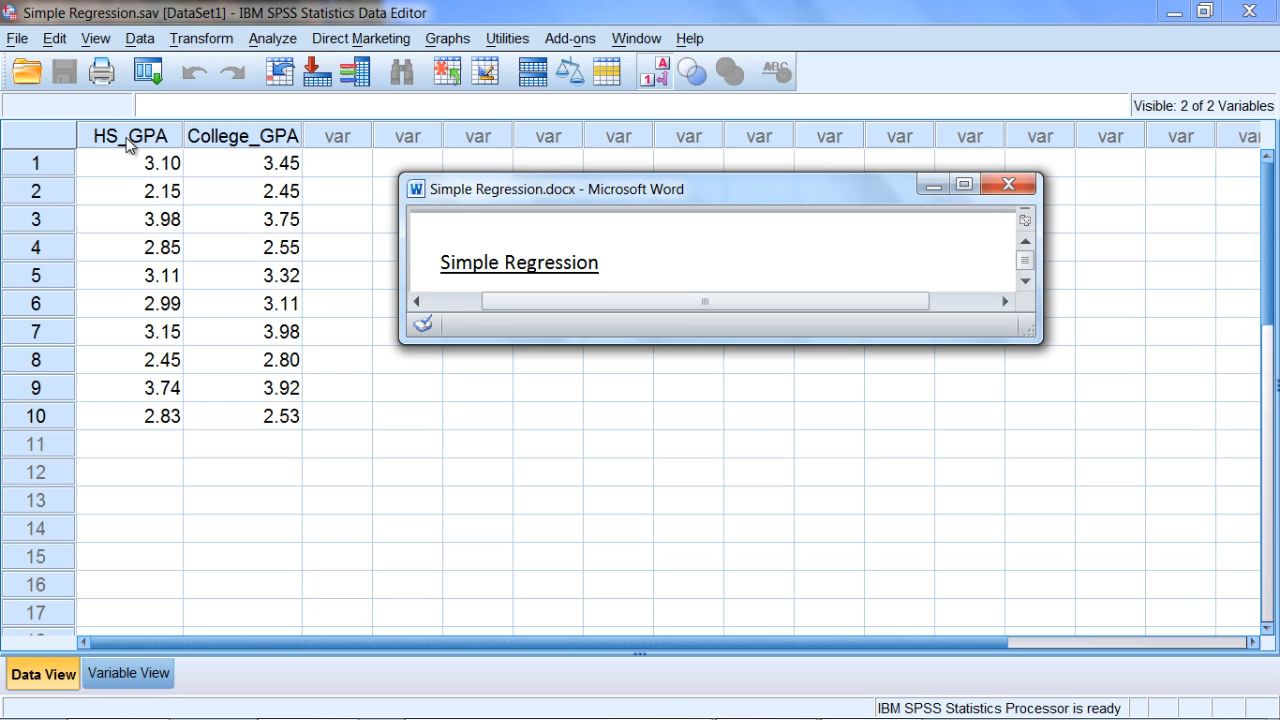 Simple Regression.sav [DataSet1] - IBM SPSS Statistics Data Editor
File Edit View Data Transform Analyze Direct Marketing Graphs Utilities Add-ons Window Help
Visible: 2 of 2 Variables
HS_GPA College_GPA var var var var var var var var var var var var var var
1 3.10 3.45
2 2.15 2.45
3 3.98 3.75
4 2.85 2.55
5 3.11 3.32
6 2.99 3.11
7 3.15 3.98
8 2.45 2.80
9 3.74 3.92
10 2.83 2.53
11
12
13
14
15
16
17
Simple Regression.docx - Microsoft Word
Simple Regression
Data View Variable View
IBM SPSS Statistics Processor is ready